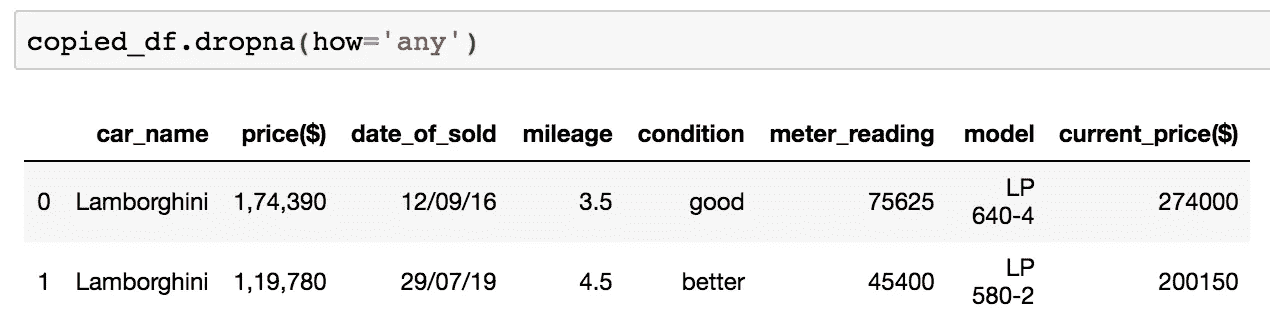 copied_df.dropna(how='any')
car_name price($) date_of_sold mileage condition meter_reading model current_price($)
0 Lamborghini 1,74,390 12/09/16 3.5 good 75625 LP 640-4 274000
1 Lamborghini 1,19,780 29/07/19 4.5 better 45400 LP 580-2 200150